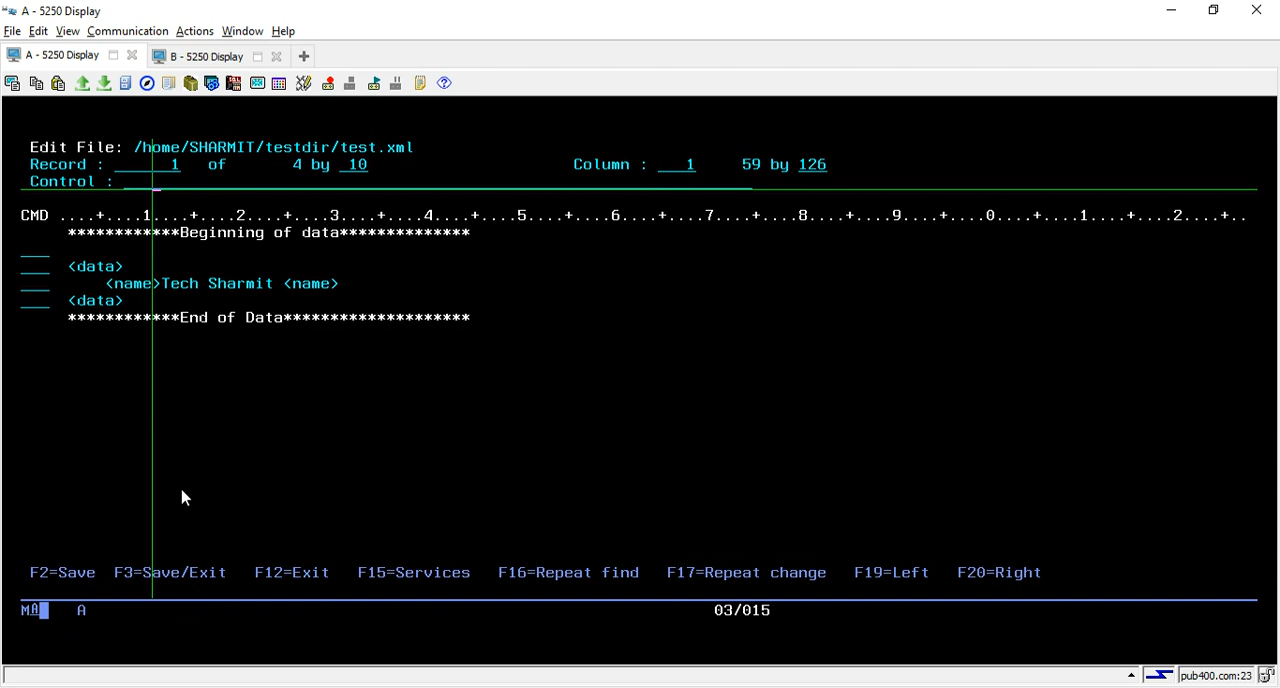 A - 5250 Display
File Edit View Communication Actions Window Help
A - 5250 Display B - 5250 Display
Edit File: /home/SHARMIT/testdir/test.xml
Record : 1 of 4 by 10 Column : 1 59 by 126
Control :
CMD ....+....1....+....2....+....3....+....4....+....5....+....6....+....7....+....8....+....9....+....0....+....1....+....2....+..
************Beginning of data**************
<data>
<name>Tech Sharmit <name>
<data>
************End of Data********************
F2=Save F3=Save/Exit F12=Exit F15=Services F16=Repeat find F17=Repeat change F19=Left F20=Right
MA A 03/015
pub400.com:23